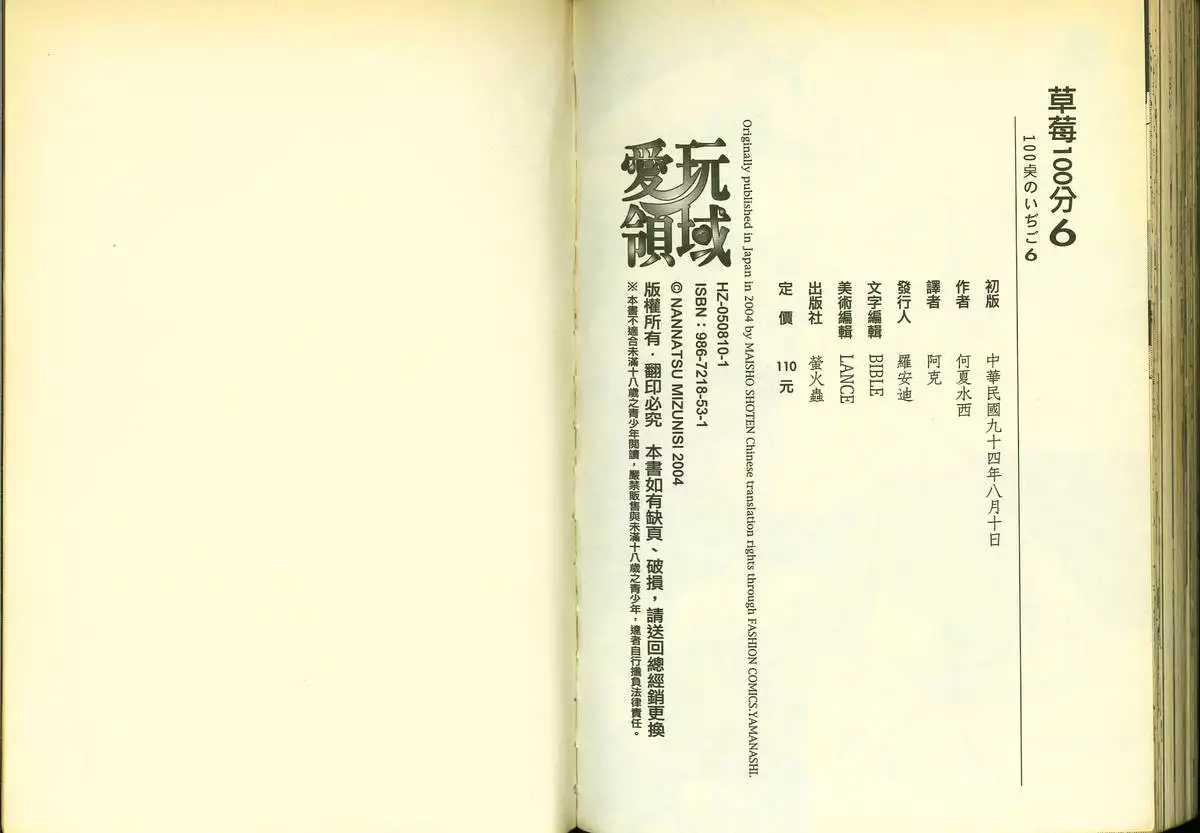 草莓100分6
100点のいちご6
初版 中華民國九十四年八月十日
作者 何夏水西
譯者 阿克
發行人 羅安迪
文字編輯 BIBLE
美術編輯 LANCE
出版社 螢火蟲
定價 110元
Originally published in Japan in 2004 by MAISHO SHOTEN Chinese translation rights through FASHION COMICS.YAMANASHI.
玩愛領域
HZ-050810-1
ISBN：986-7218-53-1
© NANNATSU MIZUNISI 2004
版權所有．翻印必究 本書如有缺頁、破損，請送回總經銷更換
※本書不適合未滿十八歲之青少年閱讀，嚴禁販售與未滿十八歲之青少年，違者自行擔負法律責任。